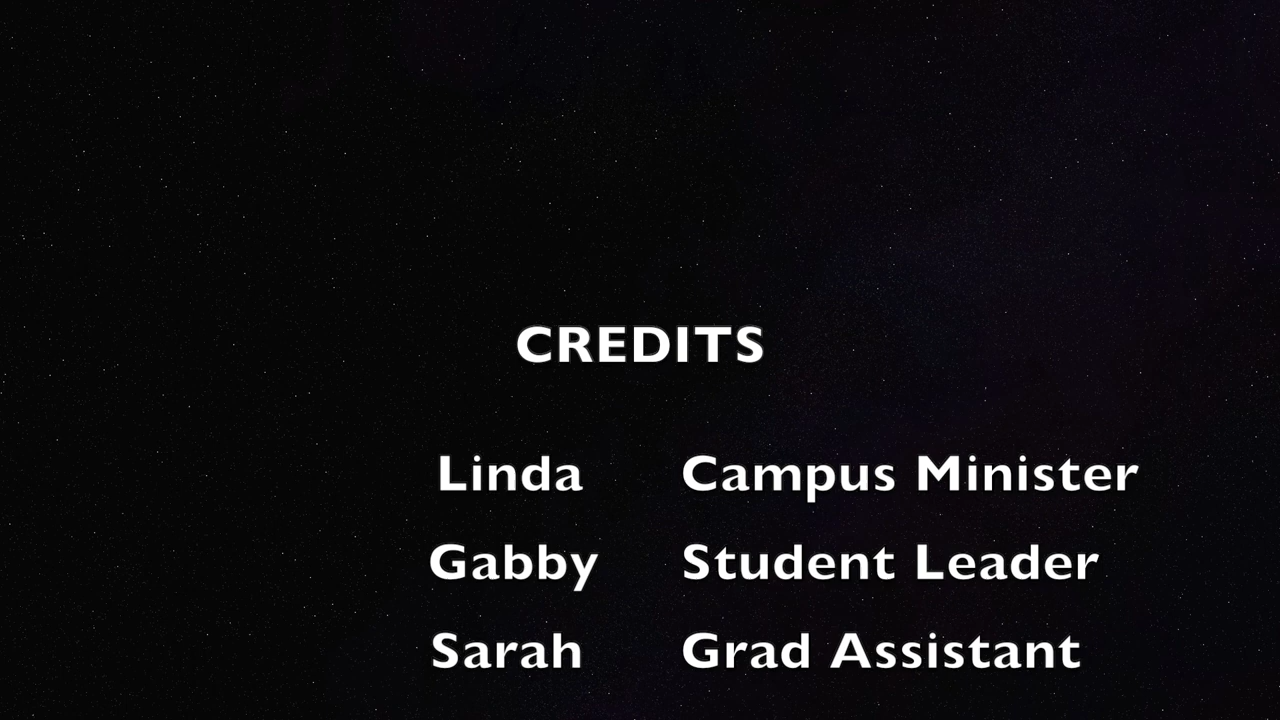 CREDITS
Linda Campus Minister
Gabby Student Leader
Sarah Grad Assistant